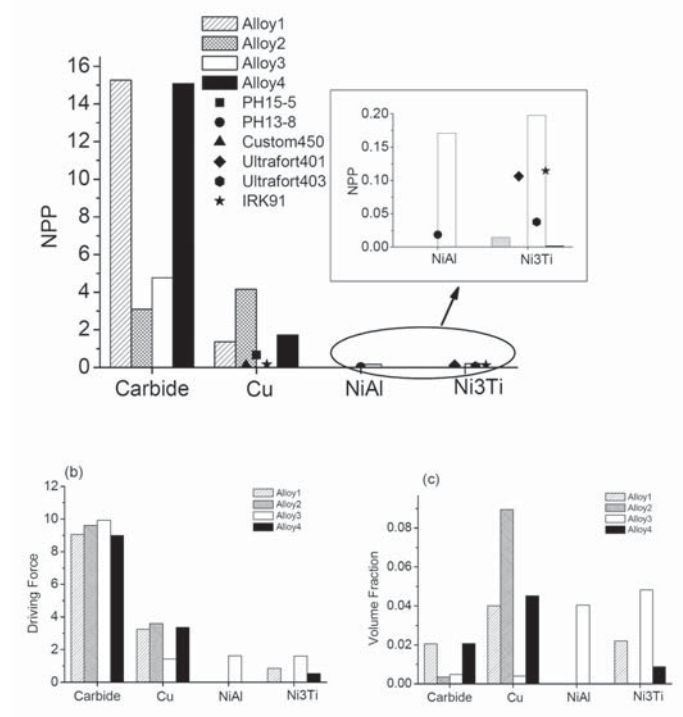 Alloy1
Alloy2
Alloy3
Alloy4
PH15-5
PH13-8
Custom450
Ultrafort401
Ultrafort403
IRK91
NPP
16
14
12
10
8
6
4
2
0
Carbide Cu NiAl Ni3Ti
NPP
0.20
0.15
0.10
0.05
0.00
NiAl Ni3Ti
(b)
Driving Force
12
10
8
6
4
2
0
Alloy1
Alloy2
Alloy3
Alloy4
Carbide Cu NiAl Ni3Ti
(c)
Volume Fraction
0.08
0.06
0.04
0.02
0.00
Alloy1
Alloy2
Alloy3
Alloy4
Carbide Cu NiAl Ni3Ti